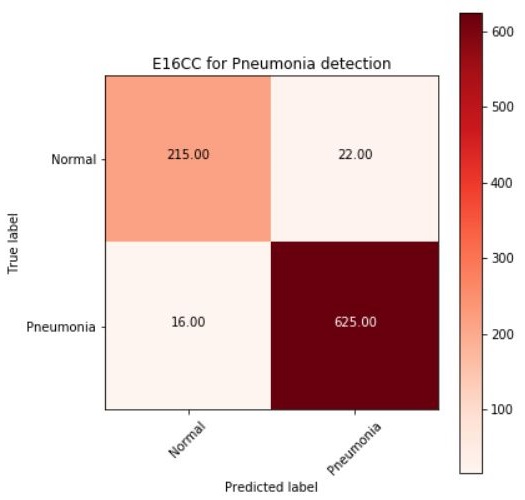 E16CC for Pneumonia detection
True label
Normal
215.00
22.00
Pneumonia
16.00
625.00
Normal
Pneumonia
Predicted label
600
500
400
300
200
100